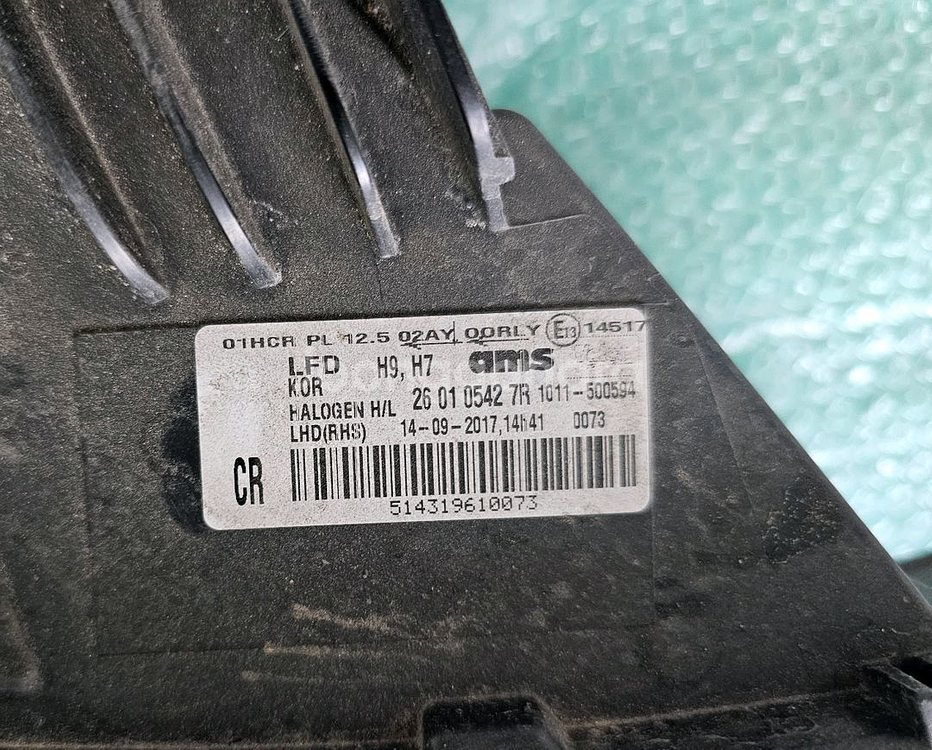 01HCR PL 12.5 02AY 00RLY E13 14517
LFD H9, H7 ams
KOR
HALOGEN H/L 26 01 0542 7R 1011-500594
LHD(RHS) 14-09-2017,14h41 0073
CR
514319610073